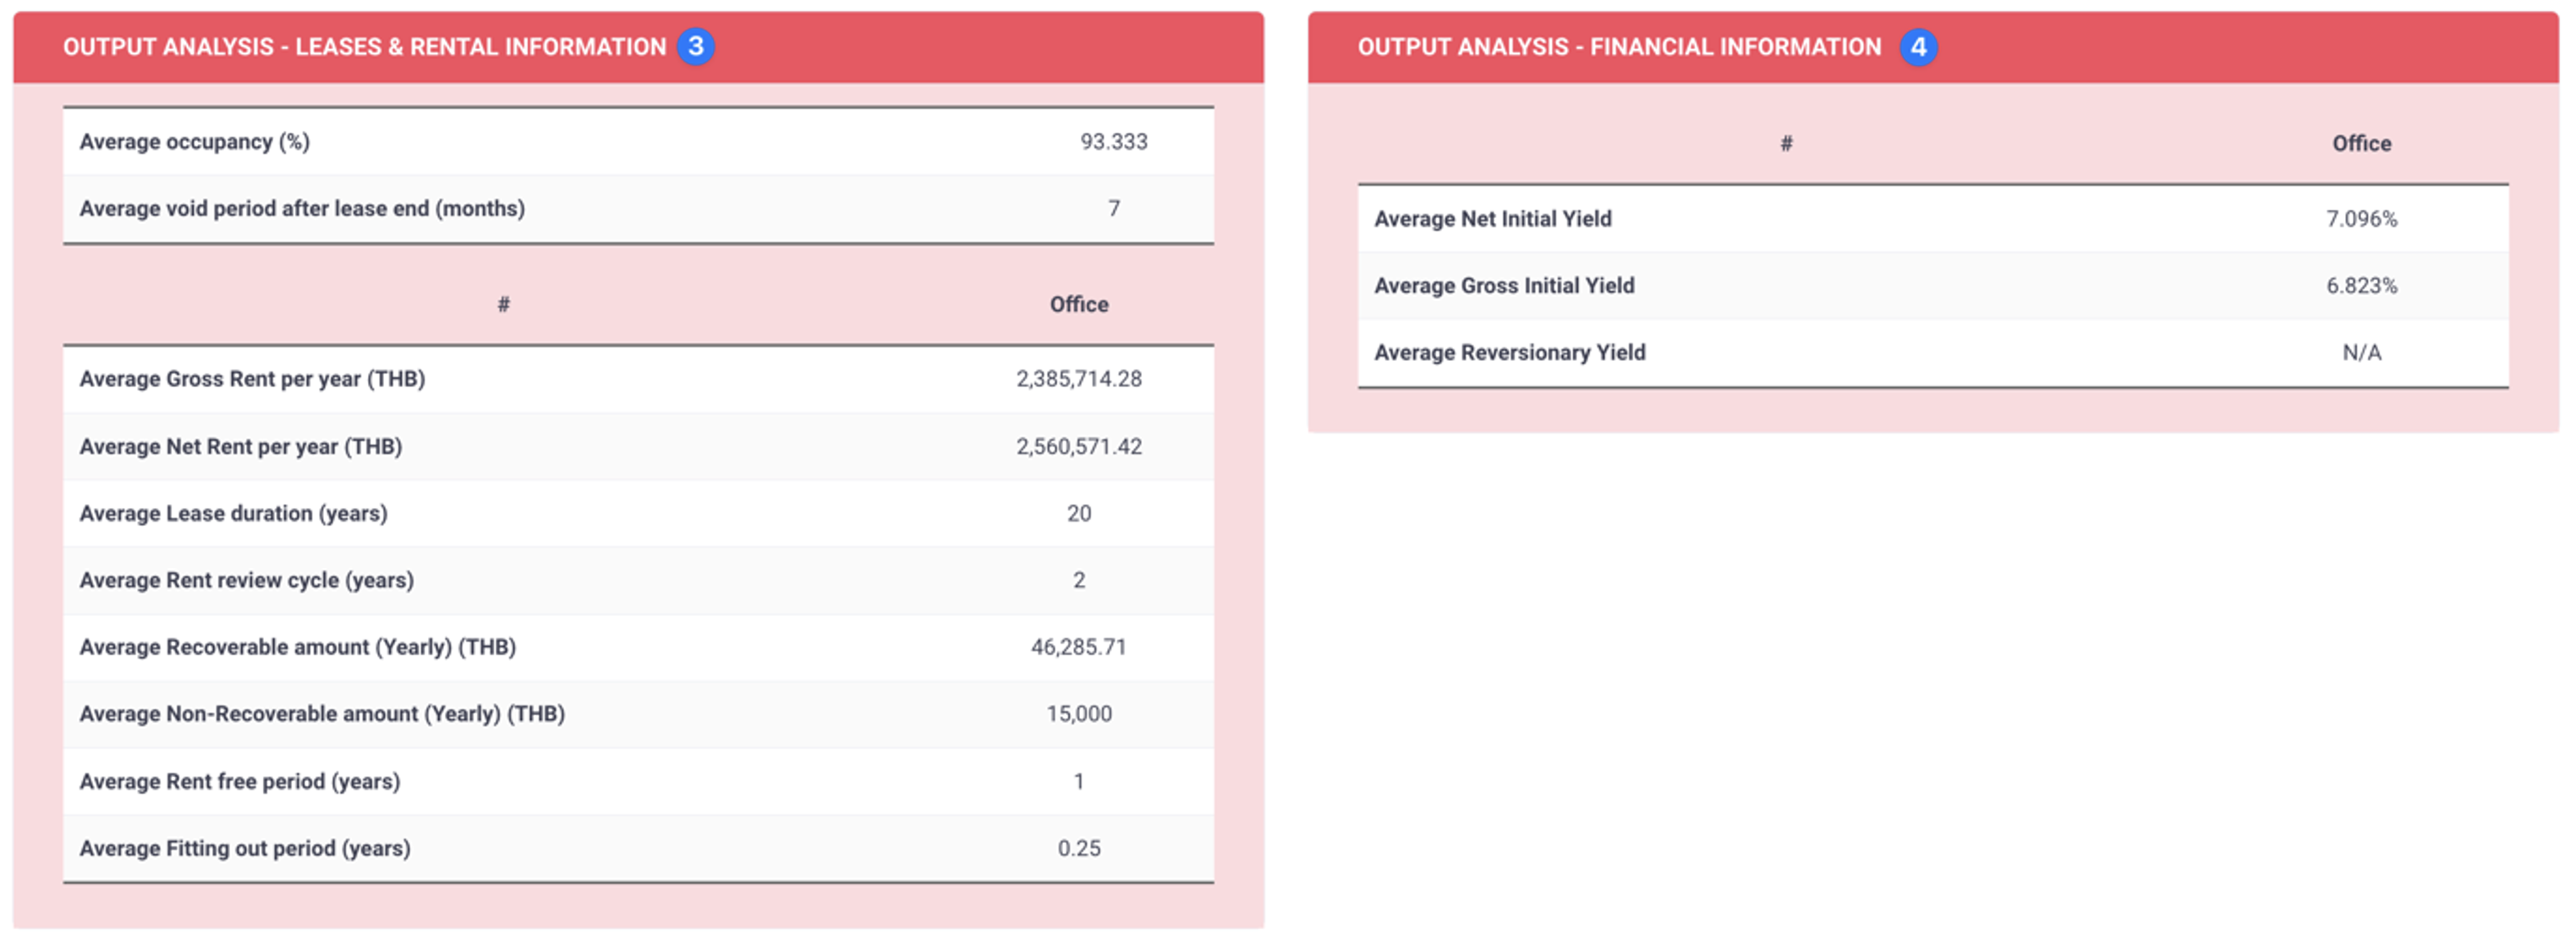 OUTPUT ANALYSIS - LEASES & RENTAL INFORMATION 3
Average occupancy (%) 93.333
Average void period after lease end (months) 7
# Office
Average Gross Rent per year (THB) 2,385,714.28
Average Net Rent per year (THB) 2,560,571.42
Average Lease duration (years) 20
Average Rent review cycle (years) 2
Average Recoverable amount (Yearly) (THB) 46,285.71
Average Non-Recoverable amount (Yearly) (THB) 15,000
Average Rent free period (years) 1
Average Fitting out period (years) 0.25
OUTPUT ANALYSIS - FINANCIAL INFORMATION 4
# Office
Average Net Initial Yield 7.096%
Average Gross Initial Yield 6.823%
Average Reversionary Yield N/A